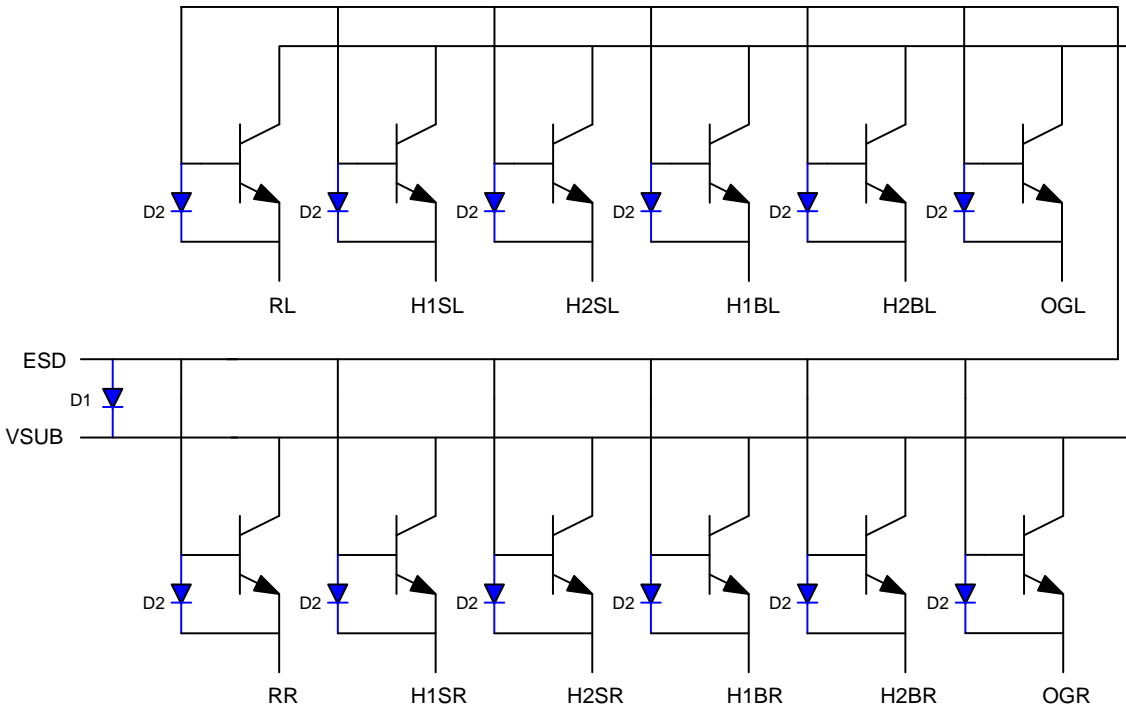 D2 D2 D2 D2 D2 D2
RL H1SL H2SL H1BL H2BL OGL
ESD
D1
VSUB
D2 D2 D2 D2 D2 D2
RR H1SR H2SR H1BR H2BR OGR